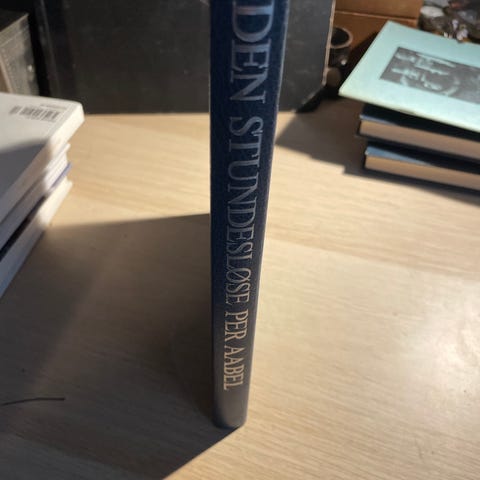 DEN STUNDESLØSE PER AABEL